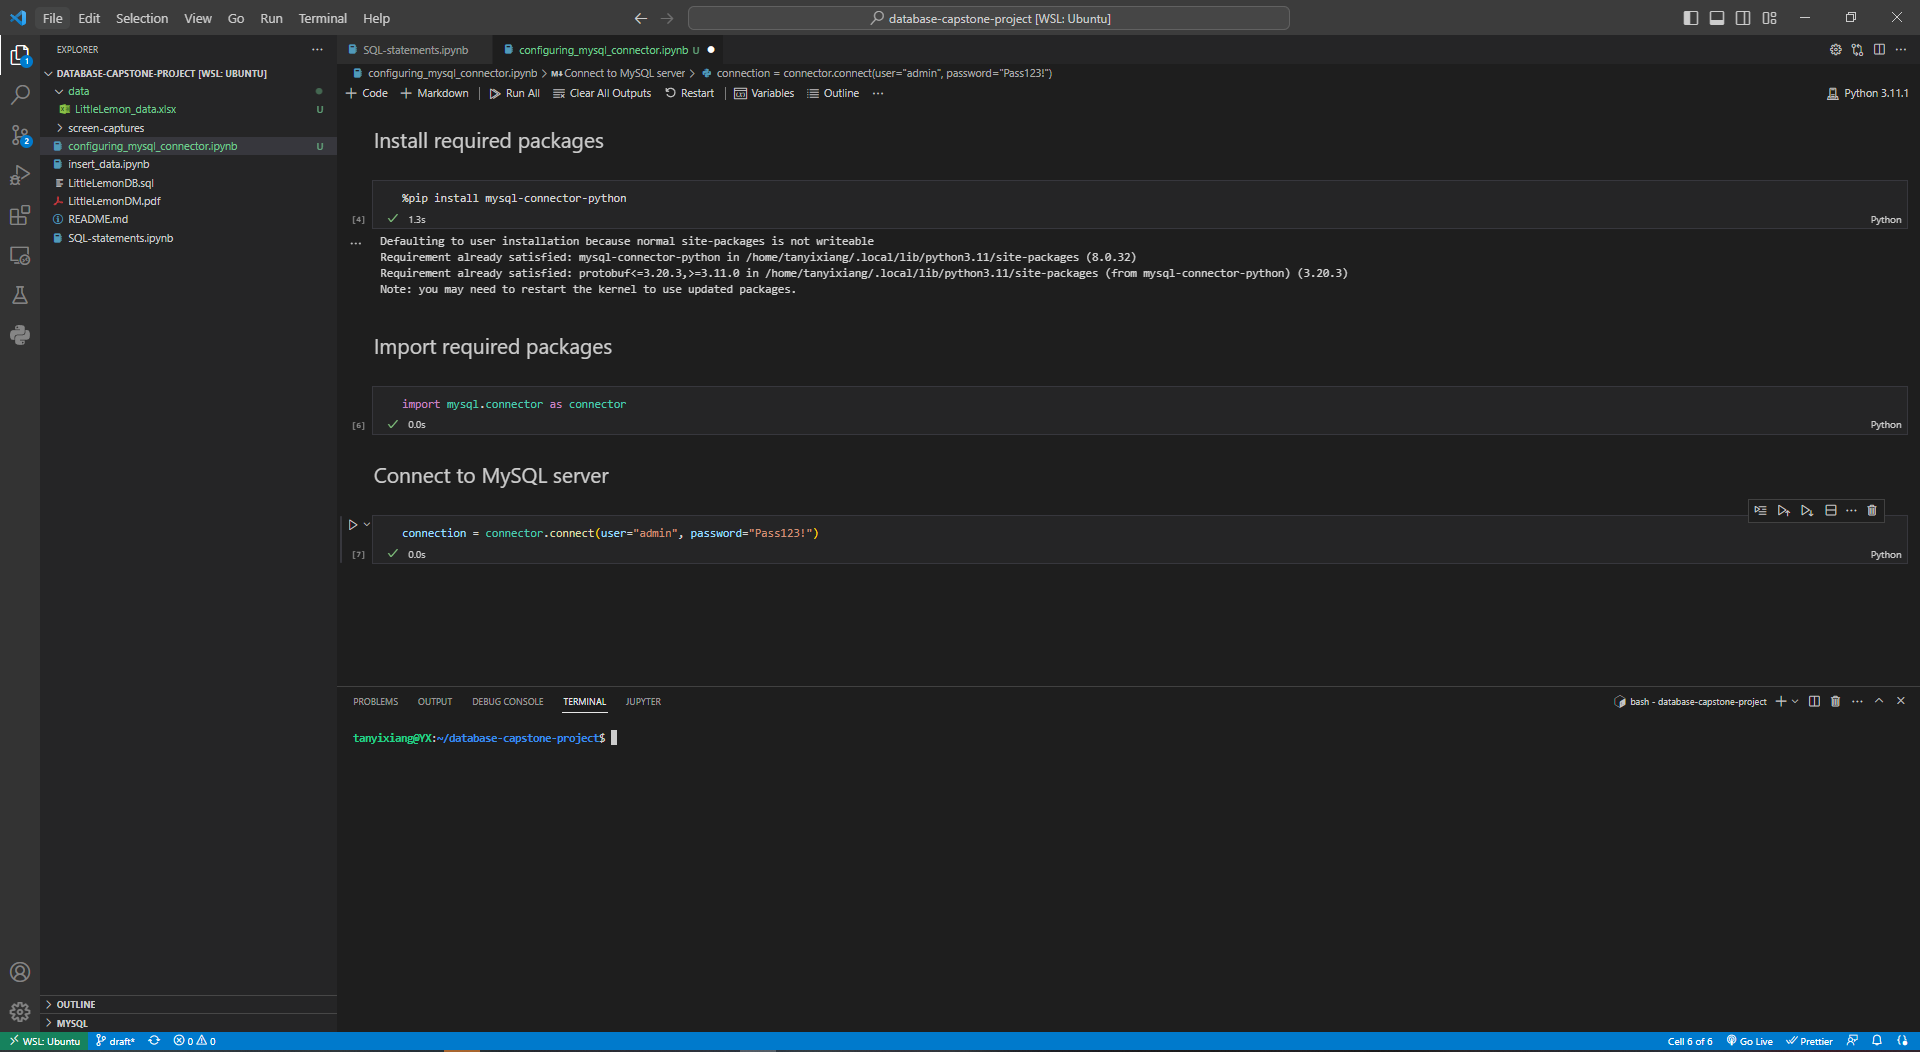 File Edit Selection View Go Run Terminal Help
database-capstone-project [WSL: Ubuntu]
EXPLORER
DATABASE-CAPSTONE-PROJECT [WSL: UBUNTU]
data
LittleLemon_data.xlsx U
screen-captures
configuring_mysql_connector.ipynb U
insert_data.ipynb
LittleLemonDB.sql
LittleLemonDM.pdf
README.md
SQL-statements.ipynb
1
2
OUTLINE
MYSQL
SQL-statements.ipynb configuring_mysql_connector.ipynb U
configuring_mysql_connector.ipynb > M↓Connect to MySQL server > connection = connector.connect(user="admin", password="Pass123!")
+ Code + Markdown | Run All Clear All Outputs Restart | Variables Outline ... Python 3.11.1
Install required packages
%pip install mysql-connector-python
[4] 1.3s Python
Defaulting to user installation because normal site-packages is not writeable
Requirement already satisfied: mysql-connector-python in /home/tanyixiang/.local/lib/python3.11/site-packages (8.0.32)
Requirement already satisfied: protobuf<=3.20.3,>=3.11.0 in /home/tanyixiang/.local/lib/python3.11/site-packages (from mysql-connector-python) (3.20.3)
Note: you may need to restart the kernel to use updated packages.
Import required packages
import mysql.connector as connector
[6] 0.0s Python
Connect to MySQL server
connection = connector.connect(user="admin", password="Pass123!")
[7] 0.0s Python
PROBLEMS OUTPUT DEBUG CONSOLE TERMINAL JUPYTER
bash - database-capstone-project
tanyixiang@YX:~/database-capstone-project$
WSL: Ubuntu draft* 0 0 Cell 6 of 6 Go Live Prettier